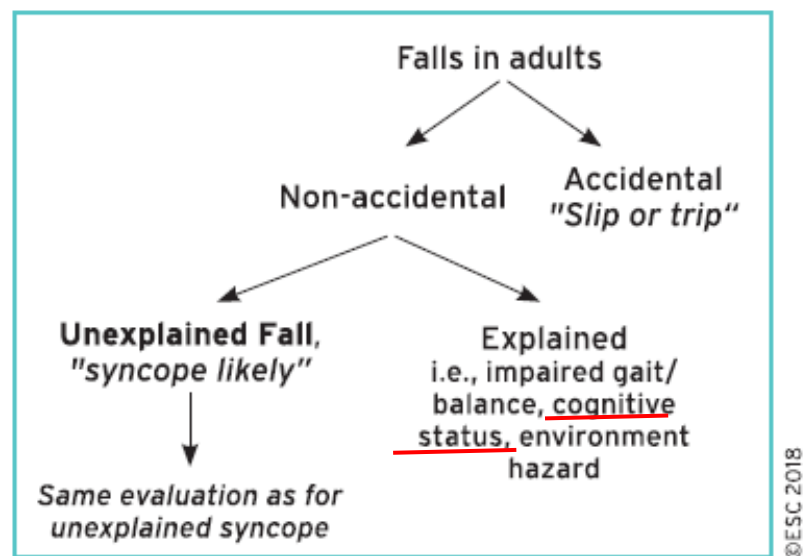 Falls in adults
Non-accidental
Accidental
"Slip or trip“
Unexplained Fall,
"syncope likely"
Explained
i.e., impaired gait/
balance, cognitive
status, environment
hazard
Same evaluation as for
unexplained syncope
©ESC 2018